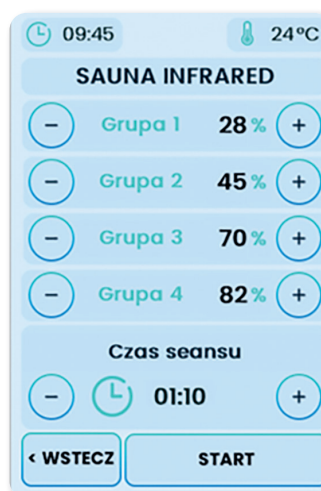 09:45 24°C
SAUNA INFRARED
− Grupa 1 28 % +
− Grupa 2 45 % +
− Grupa 3 70 % +
− Grupa 4 82 % +
Czas seansu
− 01:10 +
< WSTECZ START